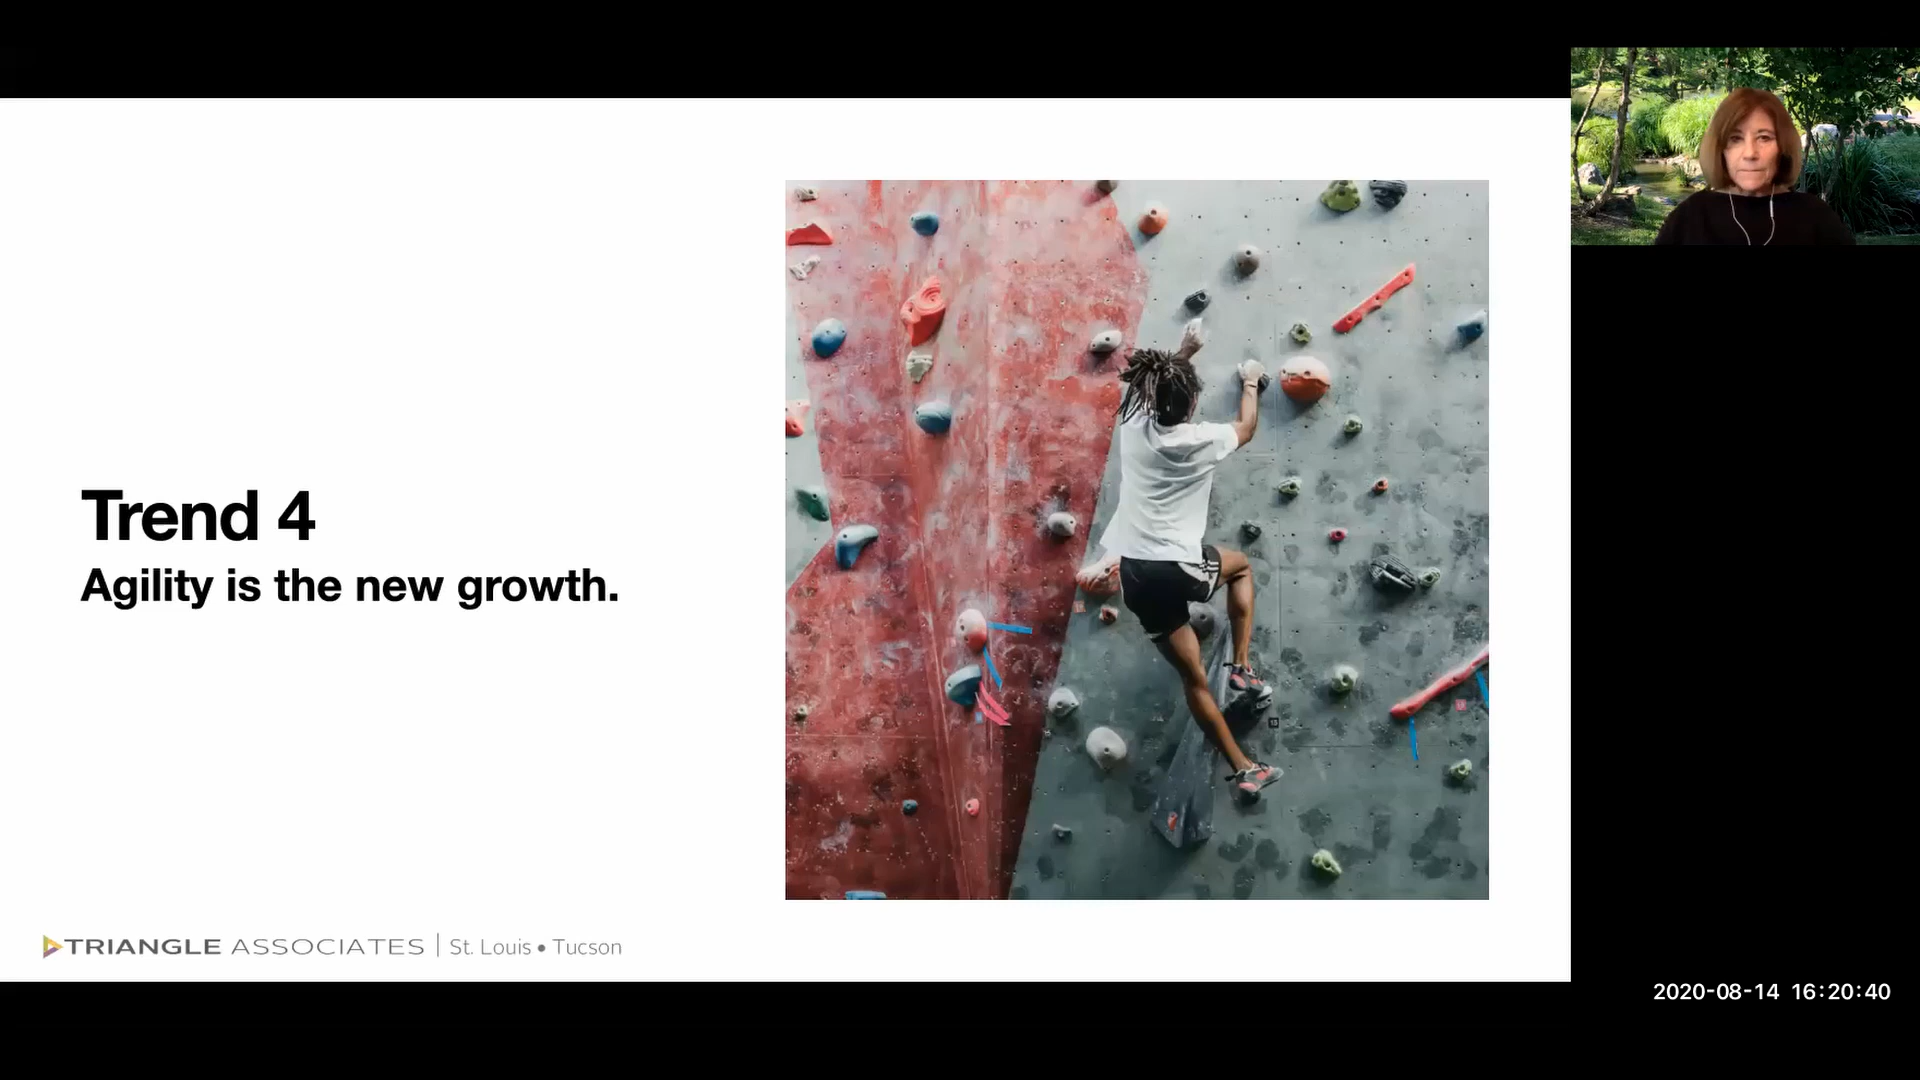 Trend 4
Agility is the new growth.
TRIANGLE ASSOCIATES | St. Louis • Tucson
2020-08-14 16:20:40